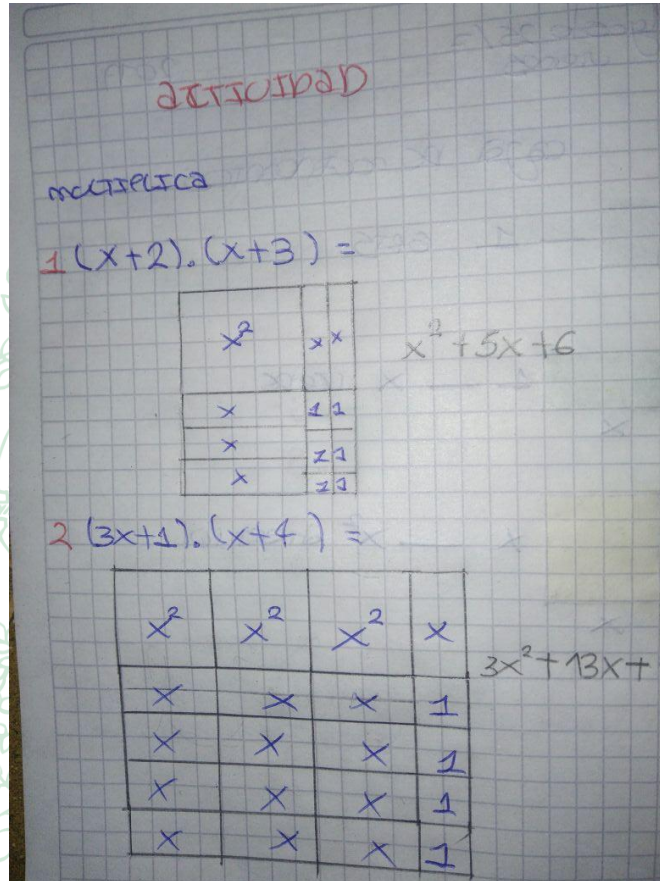 actividad
multiplica
1 (x+2).(x+3) =
x² x x
x² + 5x + 6
x 1 1
x 1 1
x 1 1
2 (3x+1).(x+4) =
x² x² x² x
3x² + 13x +
x x x 1
x x x 1
x x x 1
x x x 1